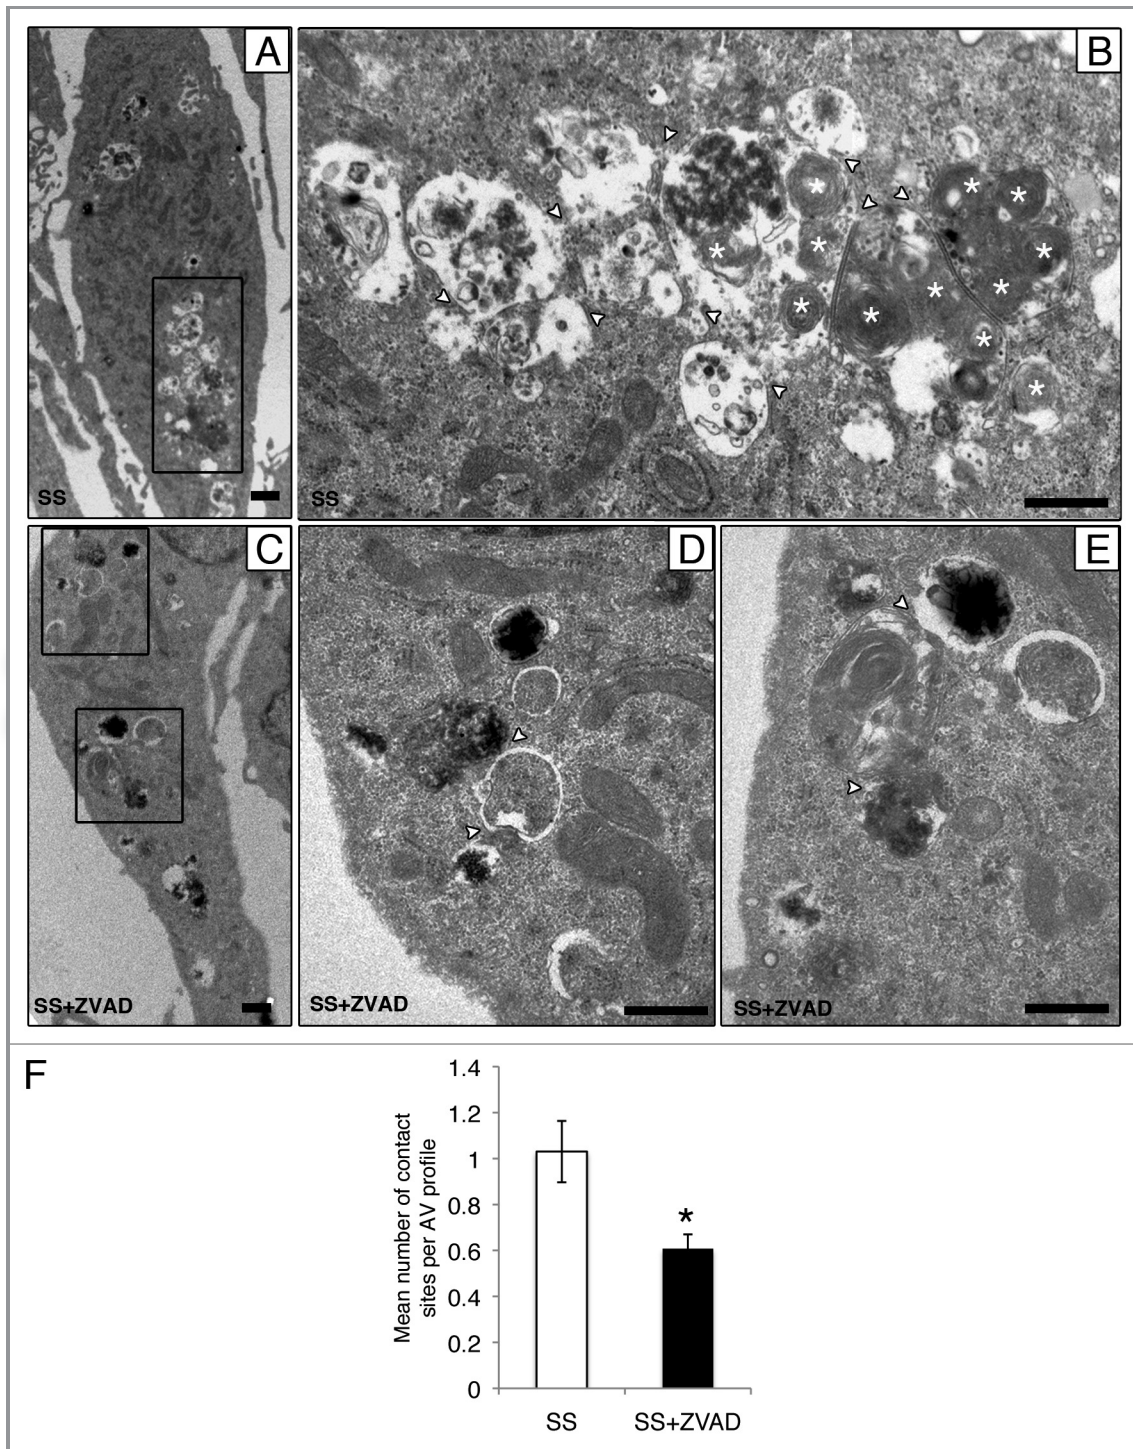 A
B
*
*
*
*
*
*
*
*
*
*
*
*
SS
SS
C
D
E
SS+ZVAD
SS+ZVAD
SS+ZVAD
F
1.4
1.2
1
0.8
0.6
0.4
0.2
0
Mean number of contact
sites per AV profile
*
SS
SS+ZVAD